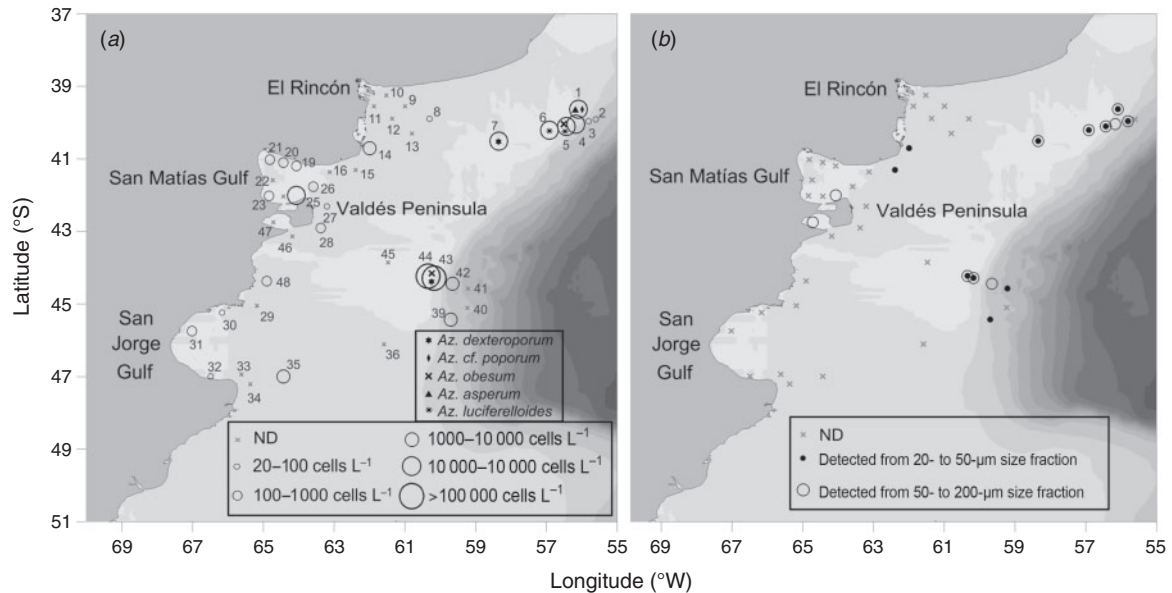 (a)
(b)
37
39
41
43
45
47
49
51
Latitude (°S)
El Rincón
San Matías Gulf
Valdés Peninsula
San
Jorge
Gulf
1
2
3
4
5
6
7
8
9
10
11
12
13
14
15
16
19
20
21
22
23
25
26
27
28
29
30
31
32
33
34
35
36
39
40
41
42
43
44
45
46
47
48
Az. dexteroporum
Az. cf. poporum
Az. obesum
Az. asperum
Az. luciferelloides
ND
20–100 cells L–1
100–1000 cells L–1
1000–10 000 cells L–1
10 000–10 000 cells L–1
>100 000 cells L–1
69 67 65 63 61 59 57 55
El Rincón
San Matías Gulf
Valdés Peninsula
San
Jorge
Gulf
ND
Detected from 20- to 50-µm size fraction
Detected from 50- to 200-µm size fraction
69 67 65 63 61 59 57 55
Longitude (°W)